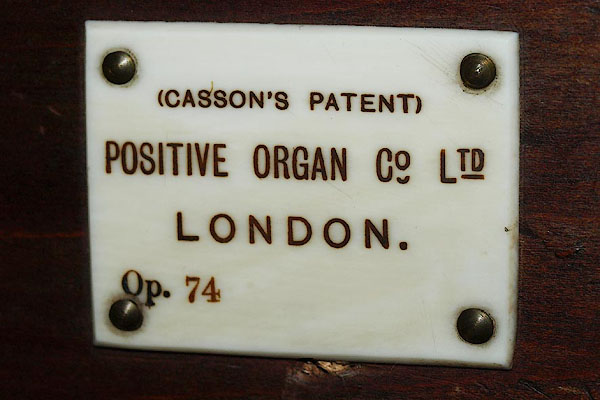 (CASSON'S PATENT)
POSITIVE ORGAN Co LTD
LONDON.
Op. 74